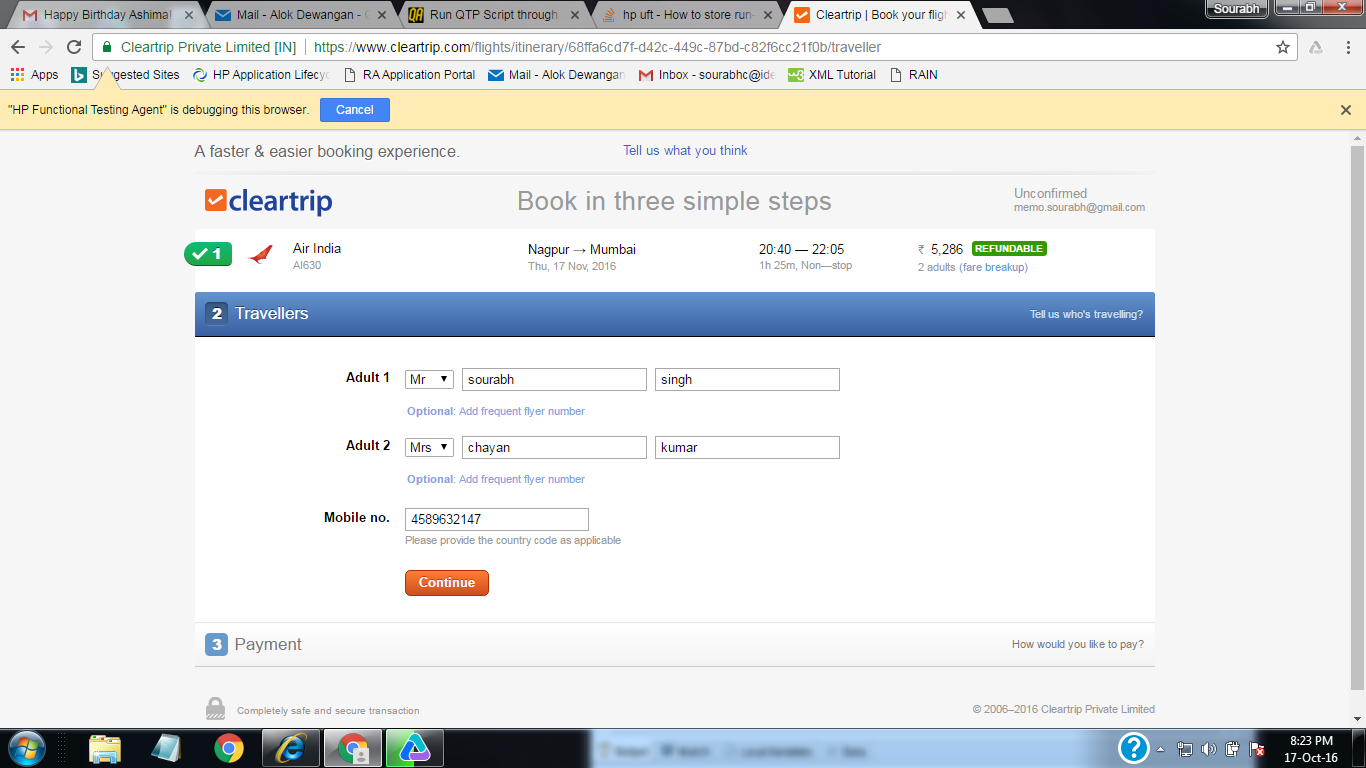 Sourabh
Happy Birthday Ashima!
Mail - Alok Dewangan -
Run QTP Script through
hp uft - How to store run-
Cleartrip | Book your fligh
Cleartrip Private Limited [IN]
https://www.cleartrip.com/flights/itinerary/68ffa6cd7f-d42c-449c-87bd-c82f6cc21f0b/traveller
Apps
Suggested Sites
HP Application Lifecy
RA Application Portal
Mail - Alok Dewangan
Inbox - sourabhc@ide
XML Tutorial
RAIN
"HP Functional Testing Agent" is debugging this browser.
Cancel
A faster & easier booking experience.
Tell us what you think
cleartrip
Book in three simple steps
Unconfirmed
memo.sourabh@gmail.com
1
Air India
AI630
Nagpur → Mumbai
Thu, 17 Nov, 2016
20:40 — 22:05
1h 25m, Non—stop
₹ 5,286 REFUNDABLE
2 adults (fare breakup)
2 Travellers
Tell us who's travelling?
Adult 1 Mr sourabh singh
Optional: Add frequent flyer number
Adult 2 Mrs chayan kumar
Optional: Add frequent flyer number
Mobile no. 4589632147
Please provide the country code as applicable
Continue
3 Payment
How would you like to pay?
Completely safe and secure transaction
© 2006–2016 Cleartrip Private Limited
8:23 PM
17-Oct-16